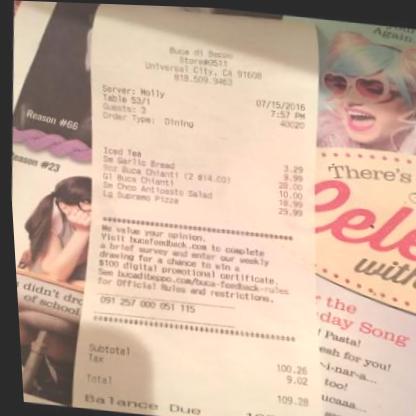 Again
Buca di Beppo
Store#0511
Universal City, CA 91608
818.509.9463
Server: Molly
07/15/2016
Table 53/1
7:57 PM
Guests: 3
40020
Order Type: Dining
Reason #66
Reason #23
Iced Tea 3.29
Sm Garlic Bread 9.99
9oz Buca Chianti (2 @14.00) 28.00
Gl Buca Chianti 10.00
Sm Chop Antipasto Salad 18.99
Lg Supremo Pizza 29.99
We value your opinion.
Visit bucafeedback.com to complete
a brief survey and enter our weekly
drawing for a chance to win a
$100 digital promotional certificate.
See bucadibeppo.com/buca-feedback-rules
for Official Rules and restrictions.
091 257 000 051 115
Subtotal 100.26
Tax 9.02
Total 109.28
Balance Due
didn't
of school
There's
Cele
with
the
day Song
Pasta!
esh for you!
-i-nar-a...
too!
ucaaa...